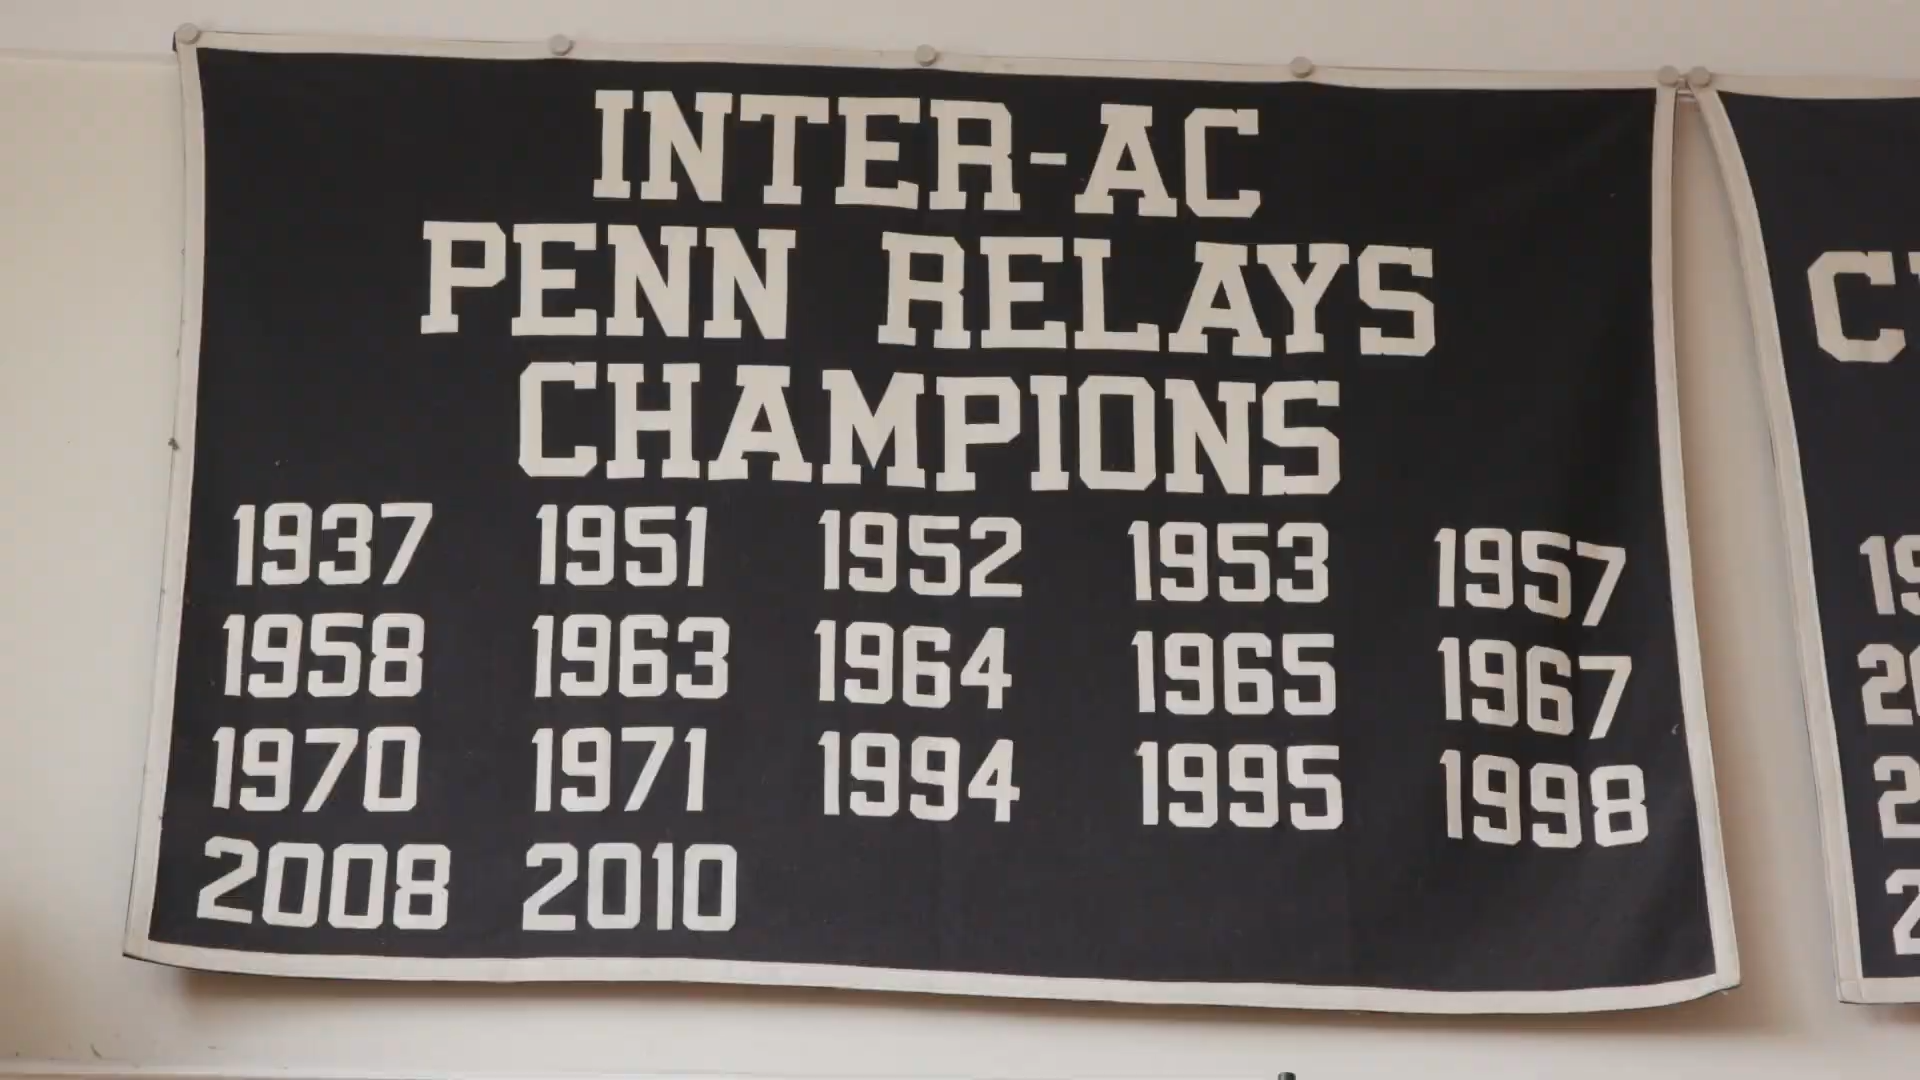 INTER-AC
PENN RELAYS
CHAMPIONS
1937 1951 1952 1953 1957
1958 1963 1964 1965 1967
1970 1971 1994 1995 1998
2008 2010